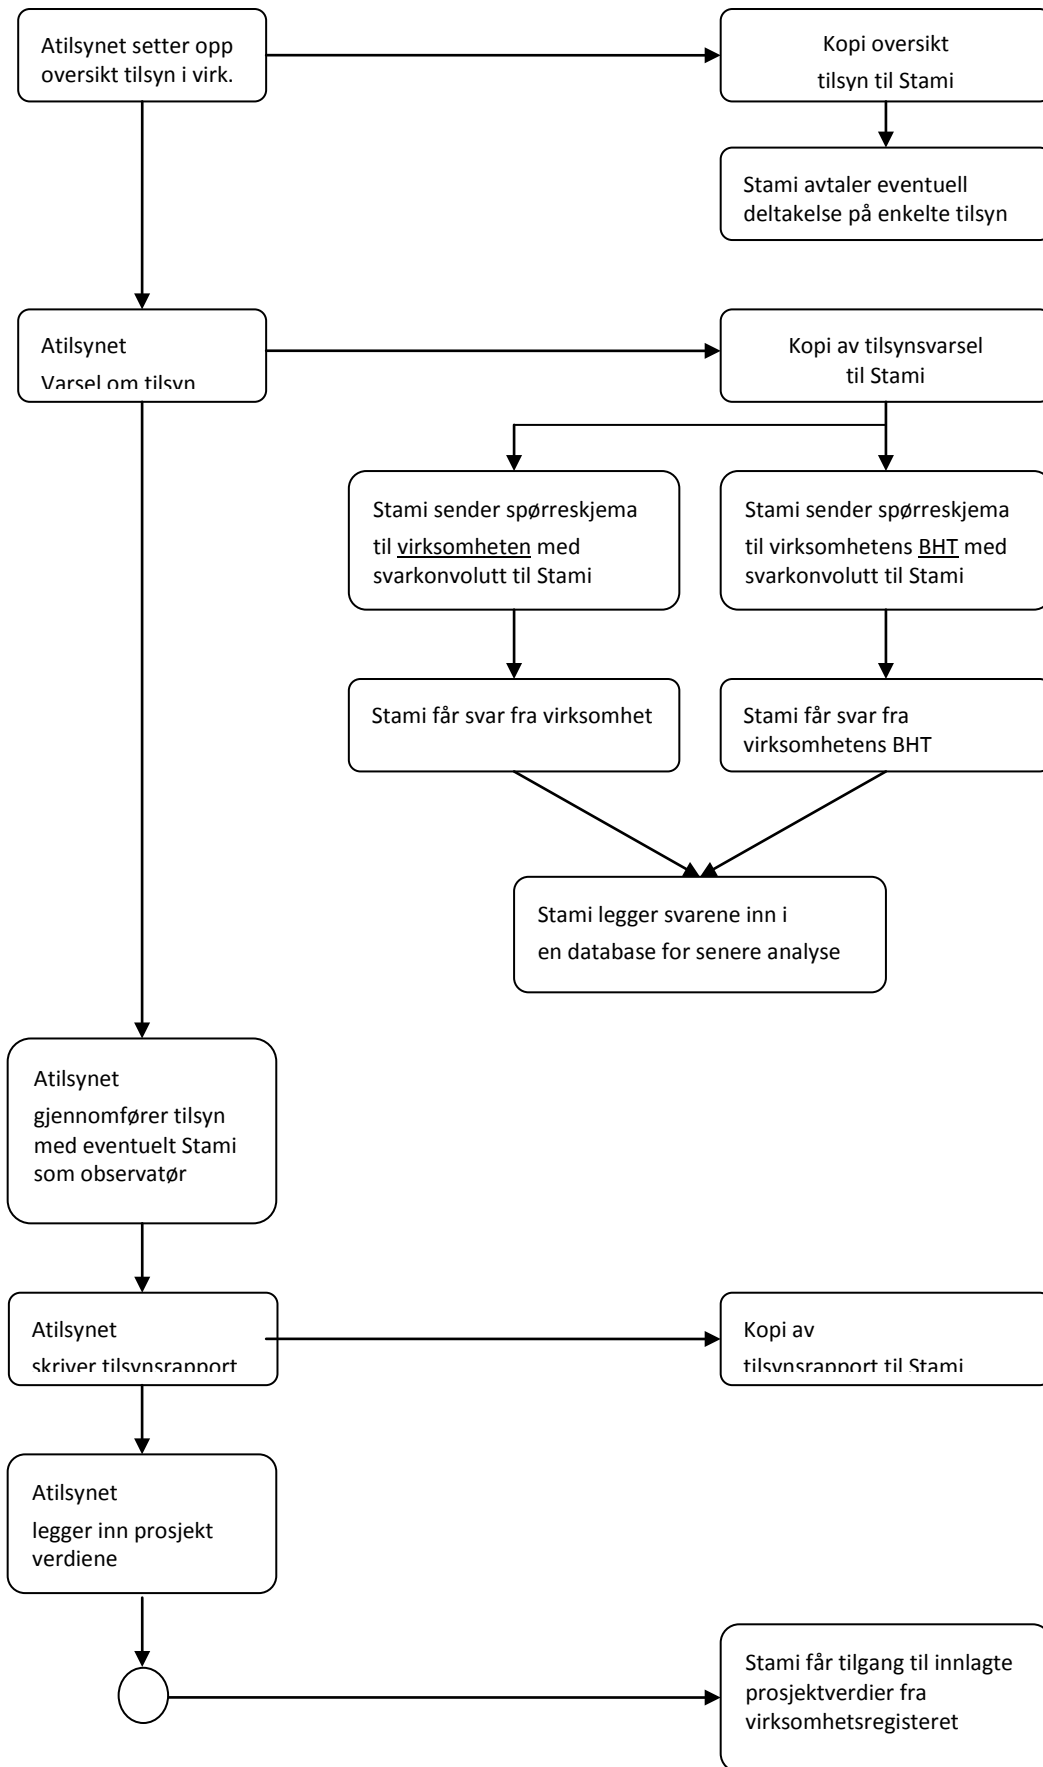 Atilsynet setter opp
oversikt tilsyn i virk.
Kopi oversikt
tilsyn til Stami
Stami avtaler eventuell
deltakelse på enkelte tilsyn
Atilsynet
Varsel om tilsyn
Kopi av tilsynsvarsel
til Stami
Stami sender spørreskjema
til virksomheten med
svarkonvolutt til Stami
Stami sender spørreskjema
til virksomhetens BHT med
svarkonvolutt til Stami
Stami får svar fra virksomhet
Stami får svar fra
virksomhetens BHT
Stami legger svarene inn i
en database for senere analyse
Atilsynet
gjennomfører tilsyn
med eventuelt Stami
som observatør
Atilsynet
skriver tilsynsrapport
Kopi av
tilsynsrapport til Stami
Atilsynet
legger inn prosjekt
verdiene
Stami får tilgang til innlagte
prosjektverdier fra
virksomhetsregisteret